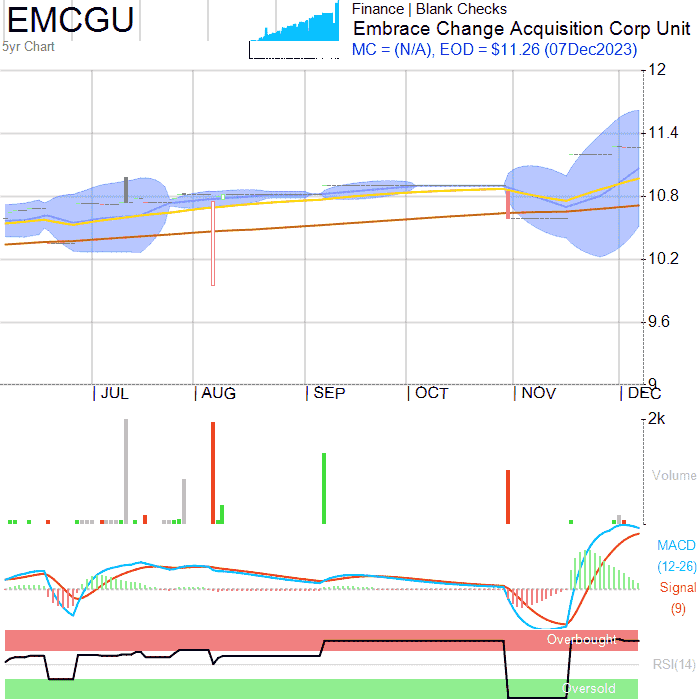 EMCGU
5yr Chart
Finance | Blank Checks
Embrace Change Acquisition Corp Unit
MC = (N/A), EOD = $11.26 (07Dec2023)
12
11.4
10.8
10.2
9.6
9
JUL AUG SEP OCT NOV DEC
2k
Volume
MACD
(12-26)
Signal
(9)
Overbought
RSI(14)
Oversold